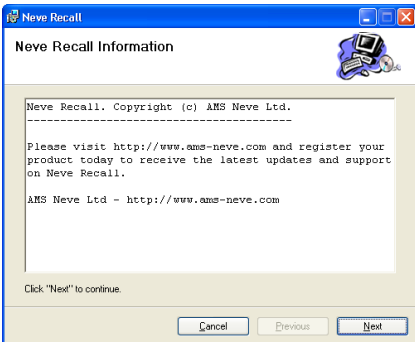 Neve Recall
Neve Recall Information
Neve Recall. Copyright (c) AMS Neve Ltd.
----------------------------------------
Please visit http://www.ams-neve.com and register your
product today to receive the latest updates and support
on Neve Recall.
AMS Neve Ltd - http://www.ams-neve.com
Click "Next" to continue.
Cancel
Previous
Next